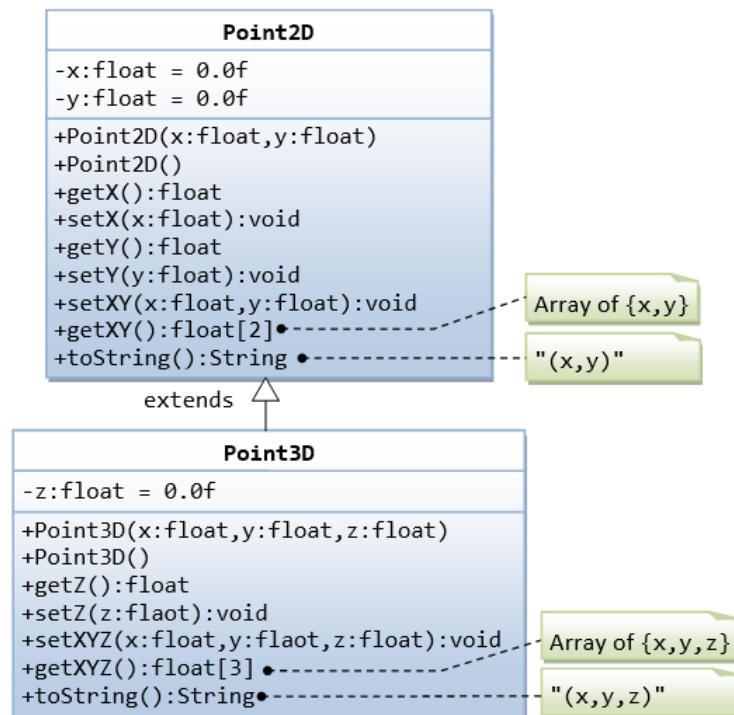 Point2D
-x:float = 0.0f
-y:float = 0.0f
+Point2D(x:float,y:float)
+Point2D()
+getX():float
+setX(x:float):void
+getY():float
+setY(y:float):void
+setXY(x:float,y:float):void
+getXY():float[2]
Array of {x,y}
+toString():String
"(x,y)"
extends
Point3D
-z:float = 0.0f
+Point3D(x:float,y:float,z:float)
+Point3D()
+getZ():float
+setZ(z:flaot):void
+setXYZ(x:float,y:flaot,z:float):void
+getXYZ():float[3]
Array of {x,y,z}
+toString():String
"(x,y,z)"